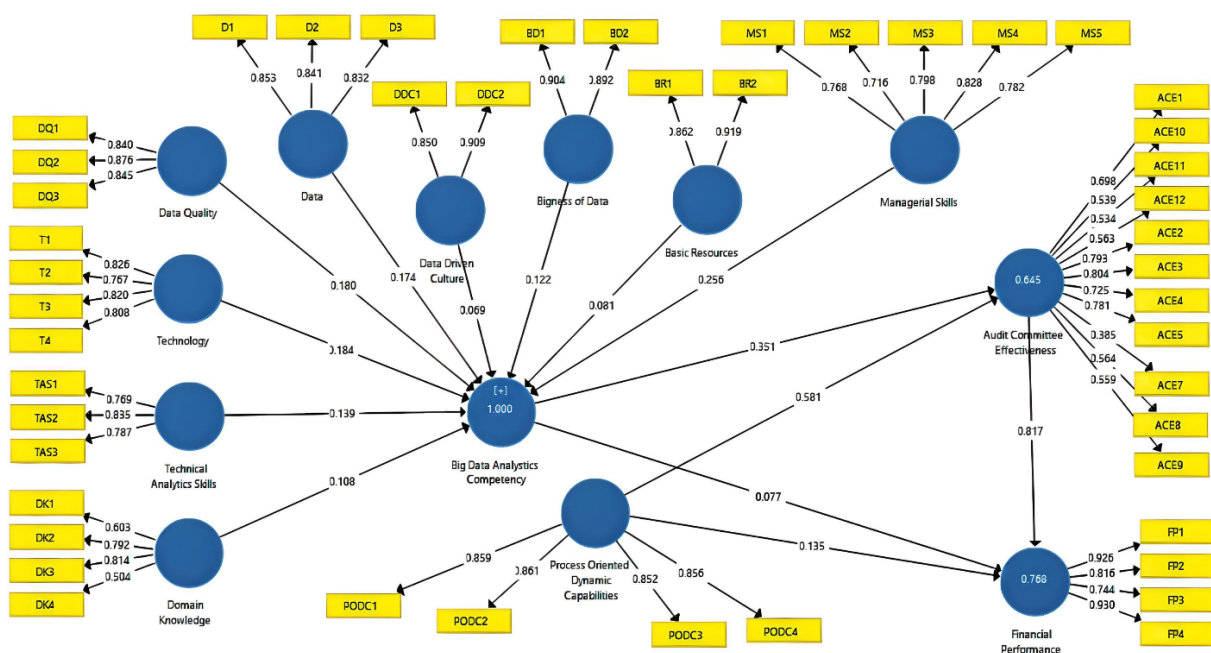 D1
D2
D3
BD1
BD2
MS1
MS2
MS3
MS4
MS5
0.853
0.841
0.832
0.904
0.892
0.768
0.716
0.798
0.828
0.782
DDC1
DDC2
BR1
BR2
0.850
0.909
0.862
0.919
DQ1
DQ2
DQ3
0.840
0.876
0.845
Data Quality
Data
Data Driven
Culture
Bigness of Data
Basic Resources
Managerial Skills
ACE1
ACE10
ACE11
ACE12
ACE2
ACE3
ACE4
ACE5
ACE7
ACE8
ACE9
0.698
0.539
0.534
0.563
0.793
0.804
0.725
0.781
0.385
0.564
0.559
0.645
Audit Committee
Effectiveness
T1
T2
T3
T4
0.826
0.767
0.820
0.808
Technology
0.180
0.174
0.069
0.122
0.081
0.256
0.184
0.139
0.108
0.351
0.581
0.817
0.077
0.135
[+]
1.000
Big Data Analytics
Competency
TAS1
TAS2
TAS3
0.769
0.835
0.787
Technical
Analytics Skills
DK1
DK2
DK3
DK4
0.603
0.792
0.814
0.504
Domain
Knowledge
Process Oriented
Dynamic
Capabilities
0.859
0.861
0.852
0.856
PODC1
PODC2
PODC3
PODC4
0.768
Financial
Performance
0.926
0.816
0.744
0.930
FP1
FP2
FP3
FP4